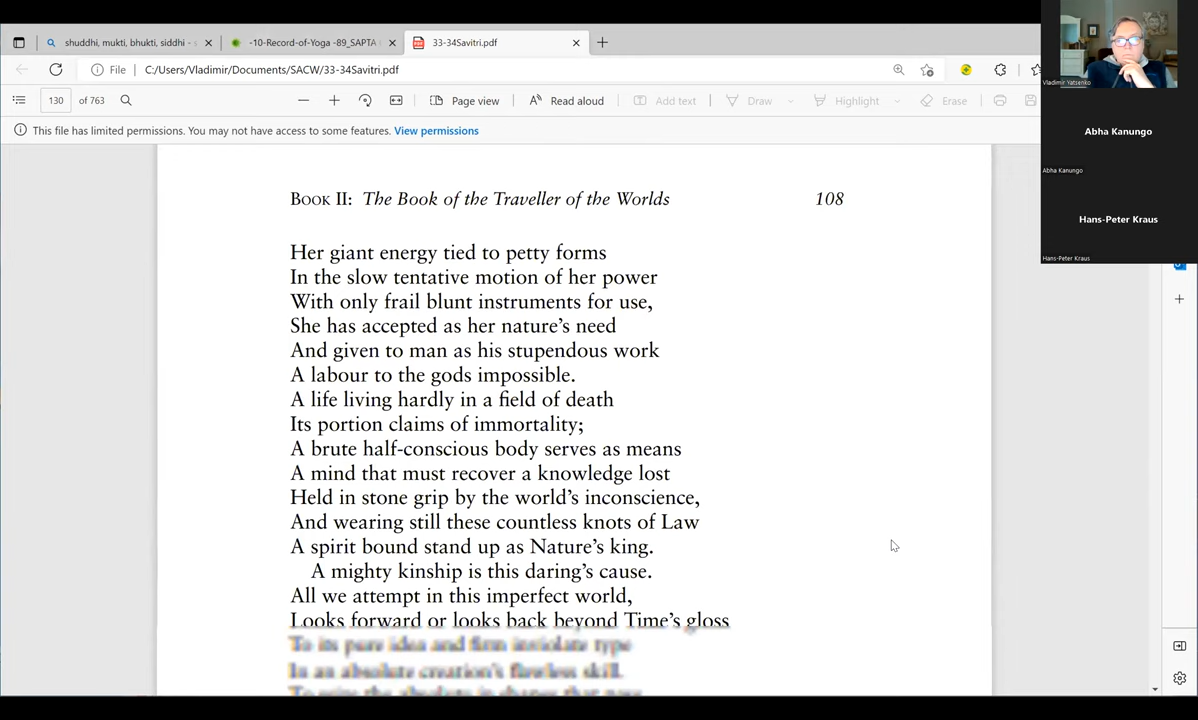 shuddhi, mukti, bhukti, siddhi - s
-10-Record-of-Yoga -89_SAPTA
33-34Savitri.pdf
File
C:/Users/Vladimir/Documents/SACW/33-34Savitri.pdf
130 of 763
Page view
Read aloud
Add text
Draw
Highlight
Erase
This file has limited permissions. You may not have access to some features. View permissions
Vladimir Yatsenko
Abha Kanungo
Abha Kanungo
Hans-Peter Kraus
Hans-Peter Kraus
BOOK II: The Book of the Traveller of the Worlds 108
Her giant energy tied to petty forms
In the slow tentative motion of her power
With only frail blunt instruments for use,
She has accepted as her nature's need
And given to man as his stupendous work
A labour to the gods impossible.
A life living hardly in a field of death
Its portion claims of immortality;
A brute half-conscious body serves as means
A mind that must recover a knowledge lost
Held in stone grip by the world's inconscience,
And wearing still these countless knots of Law
A spirit bound stand up as Nature's king.
A mighty kinship is this daring's cause.
All we attempt in this imperfect world,
Looks forward or looks back beyond Time's gloss